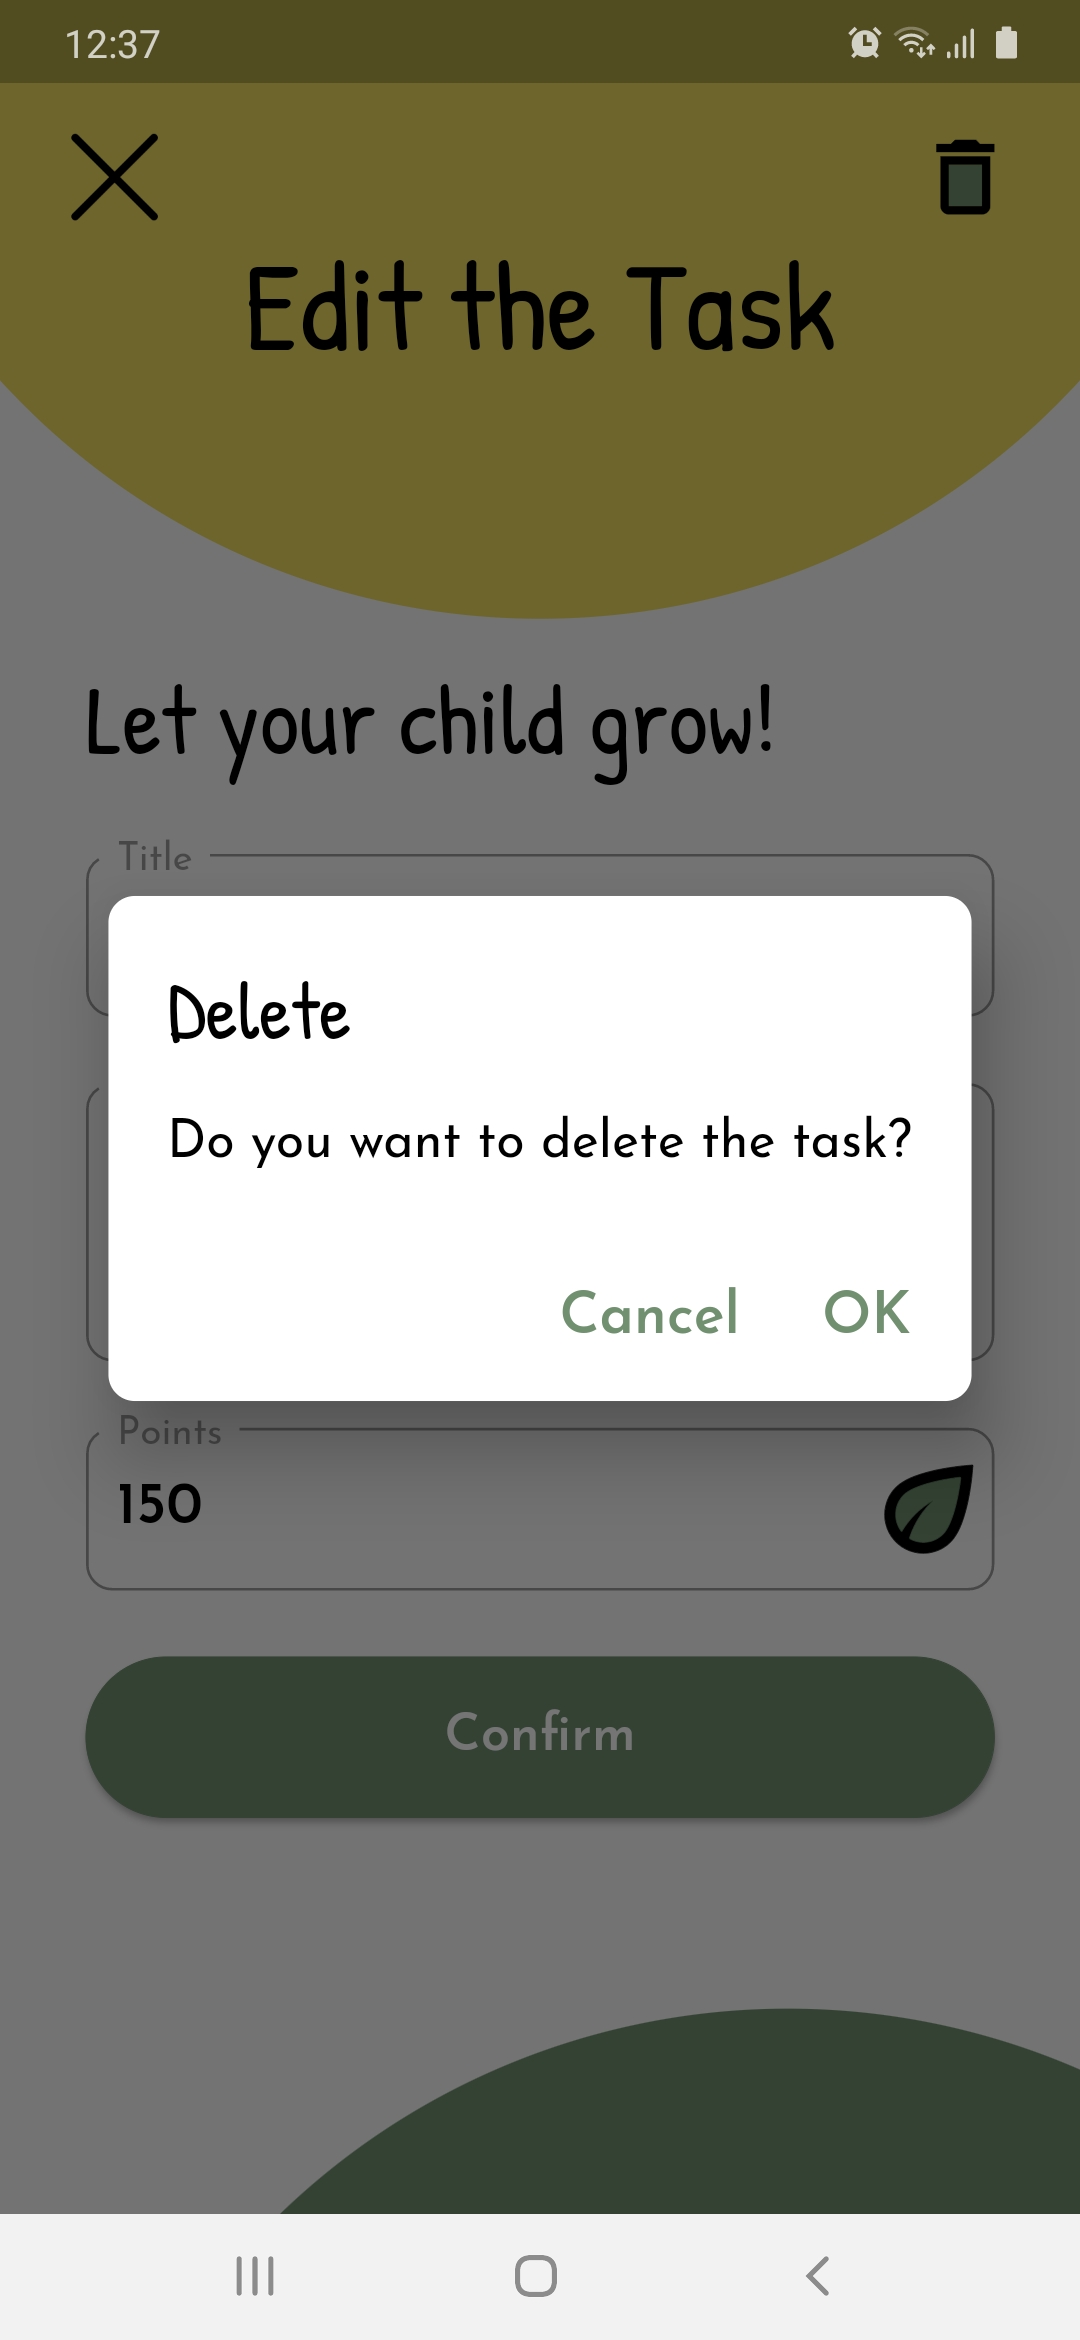 12:37
Edit the Task
Let your child grow!
Title
Delete
Do you want to delete the task?
Cancel OK
Points
150
Confirm